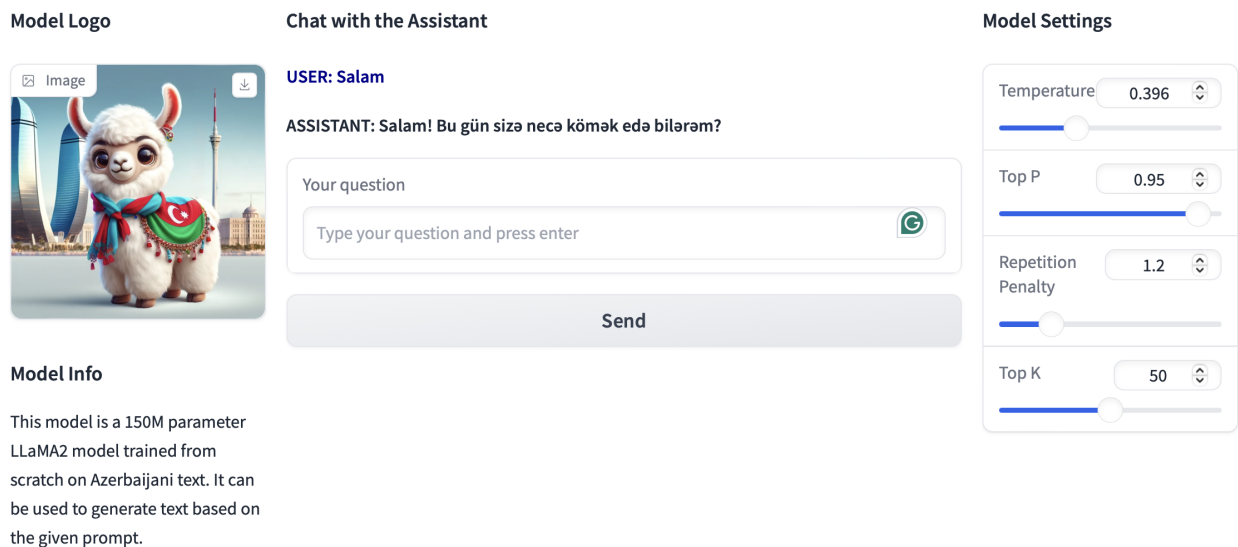 Model Logo
Image
Model Info
This model is a 150M parameter
LLaMA2 model trained from
scratch on Azerbaijani text. It can
be used to generate text based on
the given prompt.
Chat with the Assistant
USER: Salam
ASSISTANT: Salam! Bu gün sizə necə kömək edə bilərəm?
Your question
Type your question and press enter
G
Send
Model Settings
Temperature 0.396
Top P 0.95
Repetition
Penalty 1.2
Top K 50